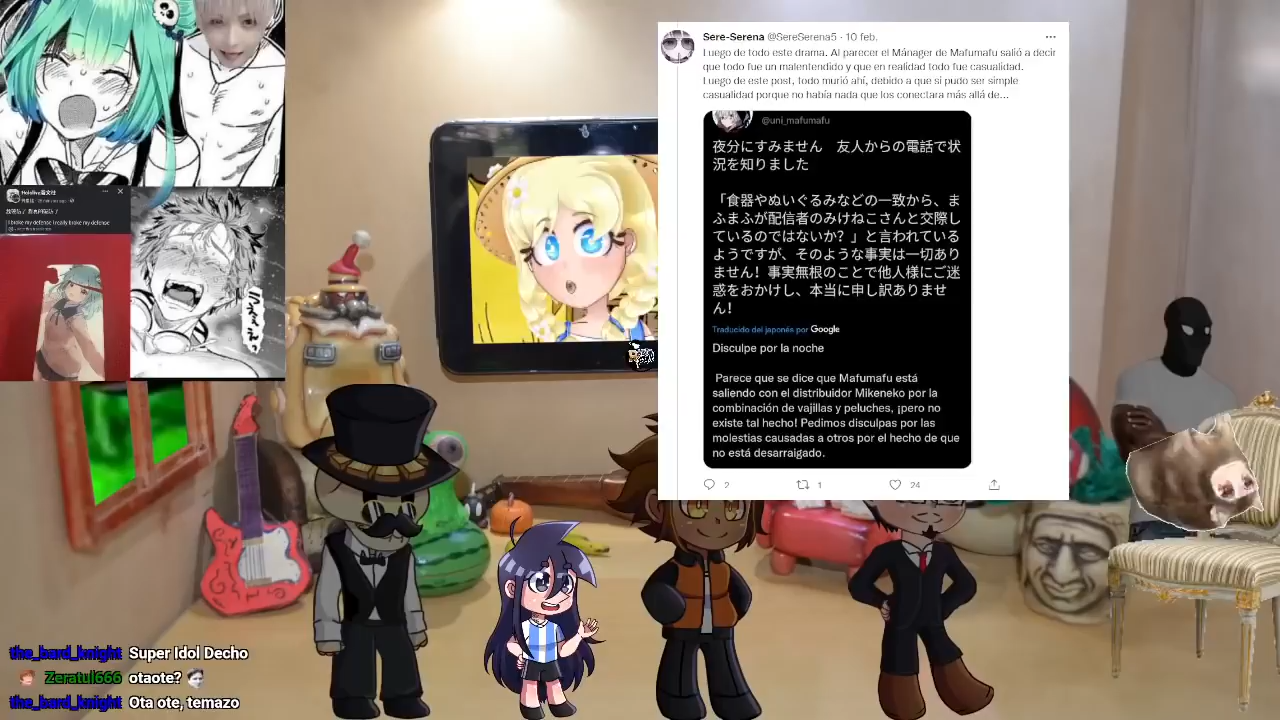 Sere-Serena @SereSerena5 · 10 feb.
Luego de todo este drama. Al parecer el Mánager de Mafumafu salió a decir
que todo fue un malentendido y que en realidad todo fue casualidad.
Luego de este post, todo murió ahí, debido a que si pudo ser simple
casualidad porque no había nada que los conectara más allá de...
@uni_mafumafu
夜分にすみません　友人からの電話で状
況を知りました
「食器やぬいぐるみなどの一致から、ま
ふまふが配信者のみけねこさんと交際し
ているのではないか？」と言われている
ようですが、そのような事実は一切あり
ません！事実無根のことで他人様にご迷
惑をおかけし、本当に申し訳ありませ
ん！
Traducido del japonés por Google
Disculpe por la noche
Parece que se dice que Mafumafu está
saliendo con el distribuidor Mikeneko por la
combinación de vajillas y peluches, ¡pero no
existe tal hecho! Pedimos disculpas por las
molestias causadas a otros por el hecho de que
no está desarraigado.
2 1 24
I broke my defense I really broke my defense
the_bard_knight Super Idol Decho
Zeratul666 otaote?
the_bard_knight Ota ote, temazo